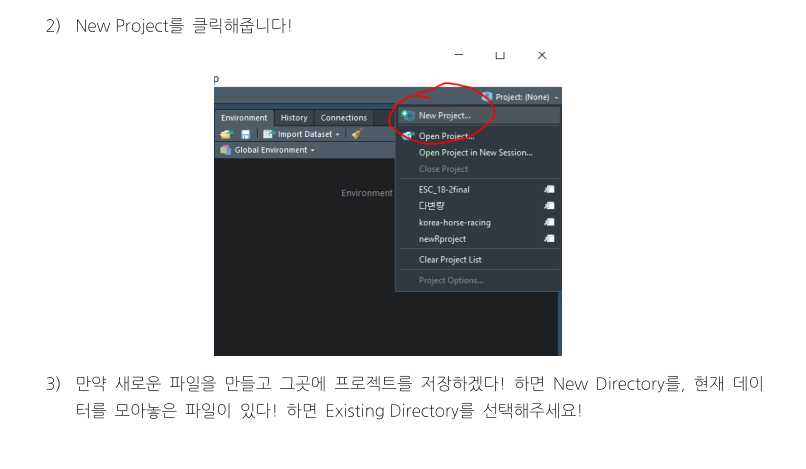 2) New Project를 클릭해줍니다!
p
Project: (None)
Environment History Connections
New Project...
Import Dataset
Open Project...
Global Environment
Open Project in New Session...
Close Project
Environment
ESC_18-2final
다변량
korea-horse-racing
newRproject
Clear Project List
Project Options...
3) 만약 새로운 파일을 만들고 그곳에 프로젝트를 저장하겠다! 하면 New Directory를, 현재 데이
터를 모아놓은 파일이 있다! 하면 Existing Directory를 선택해주세요!